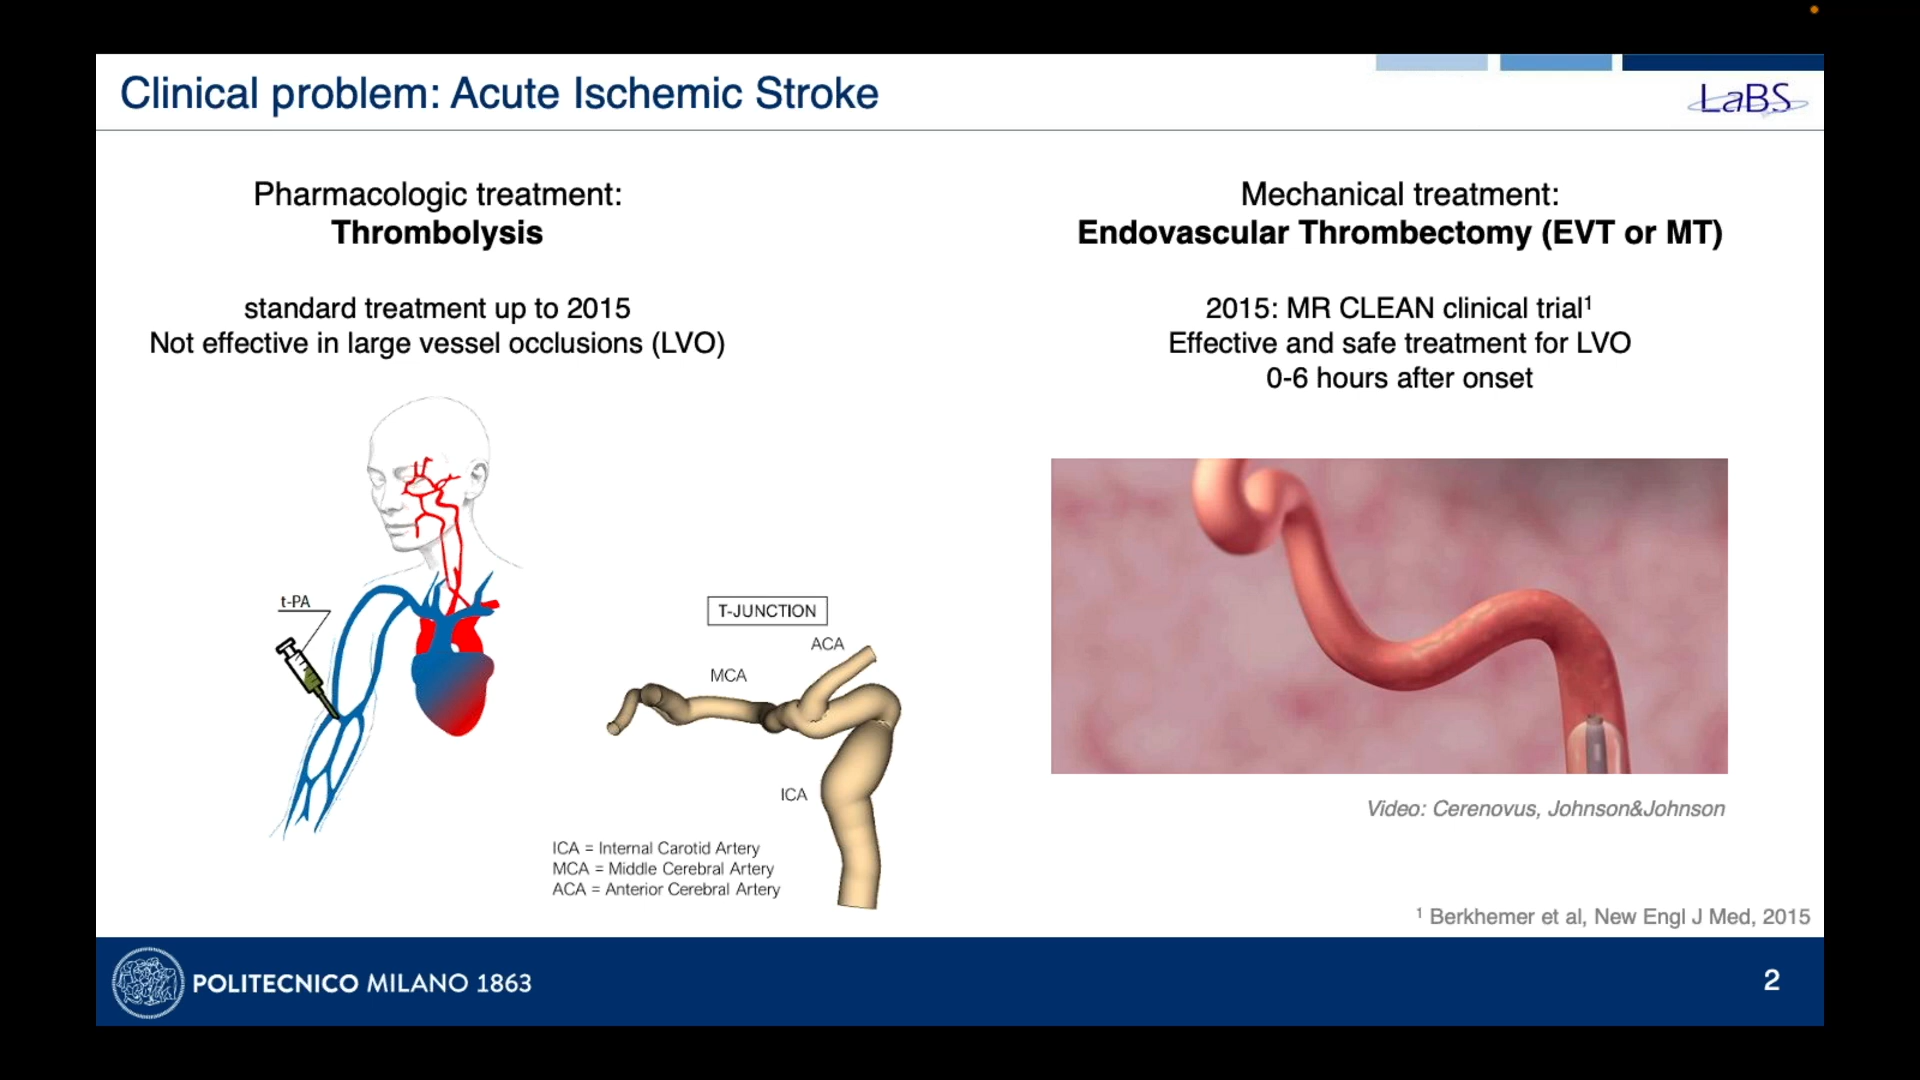 Clinical problem: Acute Ischemic Stroke
LaBS
Pharmacologic treatment:
Thrombolysis
standard treatment up to 2015
Not effective in large vessel occlusions (LVO)
t-PA
T-JUNCTION
ACA
MCA
ICA
ICA = Internal Carotid Artery
MCA = Middle Cerebral Artery
ACA = Anterior Cerebral Artery
Mechanical treatment:
Endovascular Thrombectomy (EVT or MT)
2015: MR CLEAN clinical trial¹
Effective and safe treatment for LVO
0-6 hours after onset
Video: Cerenovus, Johnson&Johnson
¹ Berkhemer et al, New Engl J Med, 2015
POLITECNICO MILANO 1863
2